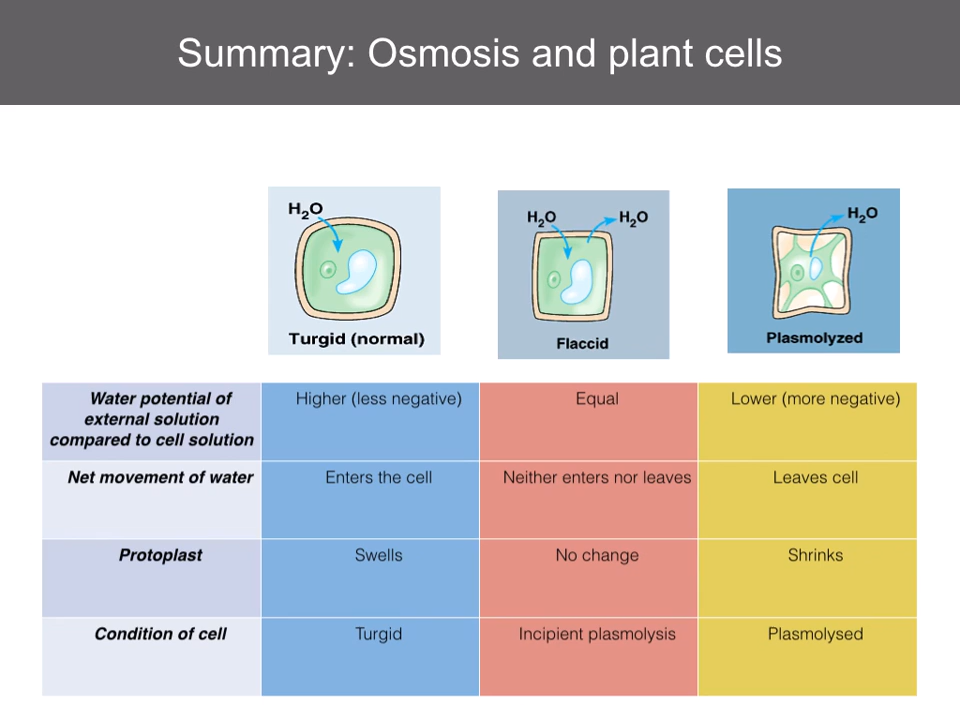 Summary: Osmosis and plant cells
H₂O
Turgid (normal)
H₂O
H₂O
Flaccid
H₂O
Plasmolyzed
Water potential of
external solution
compared to cell solution
Higher (less negative)
Equal
Lower (more negative)
Net movement of water
Enters the cell
Neither enters nor leaves
Leaves cell
Protoplast
Swells
No change
Shrinks
Condition of cell
Turgid
Incipient plasmolysis
Plasmolysed